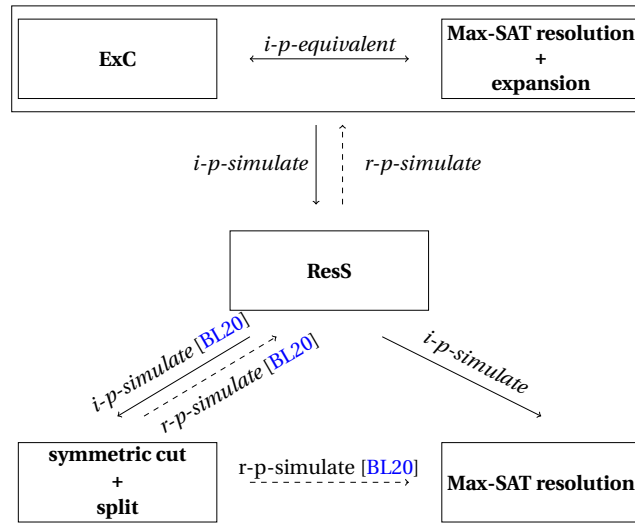 ExC
i-p-equivalent
Max-SAT resolution
+
expansion
i-p-simulate
r-p-simulate
ResS
i-p-simulate [BL20]
r-p-simulate [BL20]
i-p-simulate
symmetric cut
+
split
r-p-simulate [BL20]
Max-SAT resolution